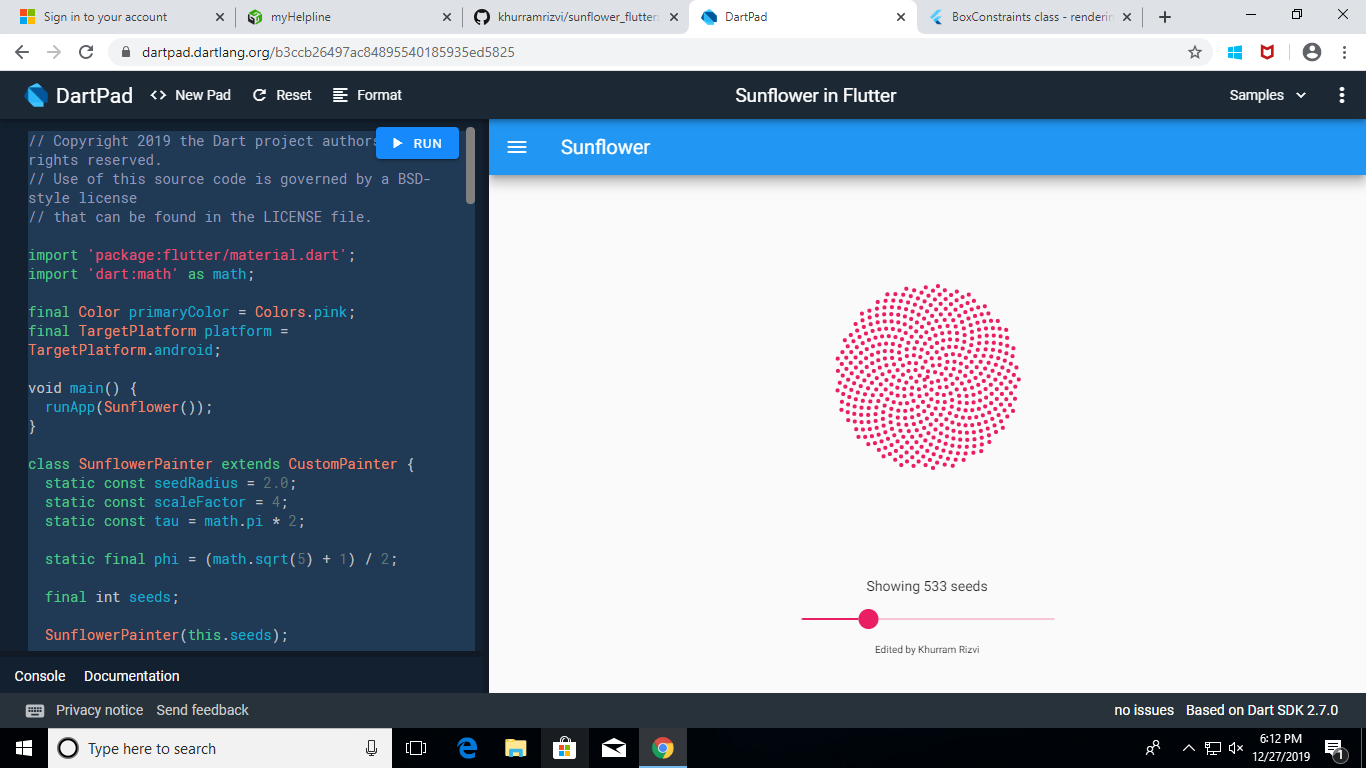 Sign in to your account
myHelpline
khurramrizvi/sunflower_flutter:
DartPad
BoxConstraints class - renderin
dartpad.dartlang.org/b3ccb26497ac84895540185935ed5825
DartPad
<> New Pad
Reset
Format
Sunflower in Flutter
Samples
// Copyright 2019 the Dart project authors
RUN
rights reserved.
// Use of this source code is governed by a BSD-
style license
// that can be found in the LICENSE file.
import 'package:flutter/material.dart';
import 'dart:math' as math;
final Color primaryColor = Colors.pink;
final TargetPlatform platform =
TargetPlatform.android;
void main() {
runApp(Sunflower());
}
class SunflowerPainter extends CustomPainter {
static const seedRadius = 2.0;
static const scaleFactor = 4;
static const tau = math.pi * 2;
static final phi = (math.sqrt(5) + 1) / 2;
final int seeds;
SunflowerPainter(this.seeds);
Sunflower
Showing 533 seeds
Edited by Khurram Rizvi
Console
Documentation
Privacy notice
Send feedback
no issues
Based on Dart SDK 2.7.0
Type here to search
6:12 PM
12/27/2019
1